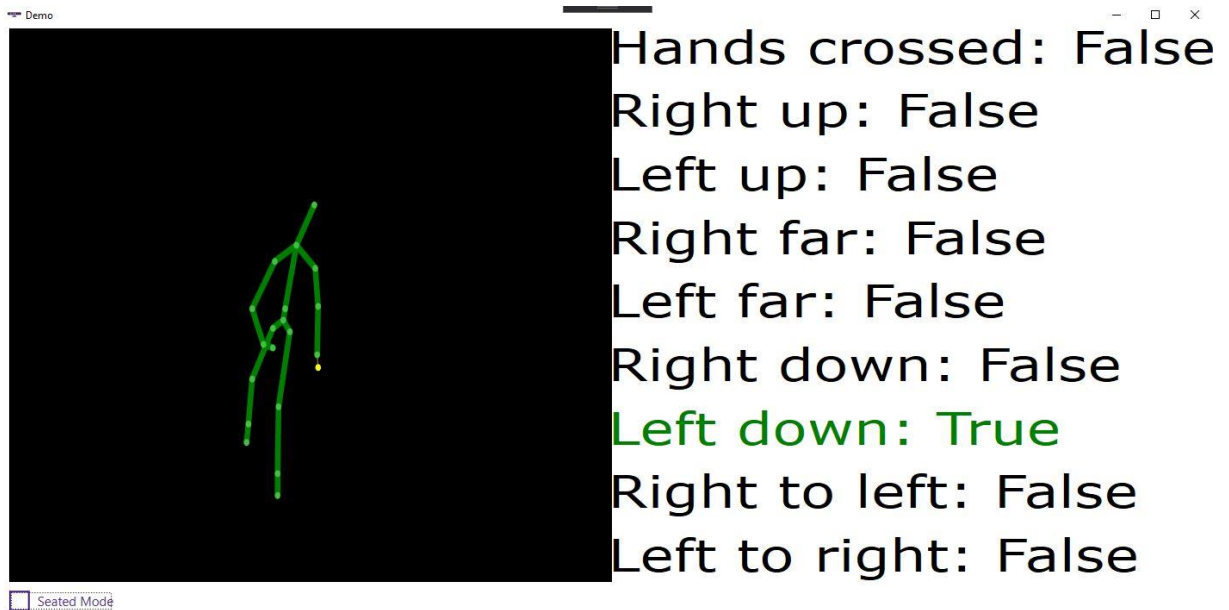 Demo
Hands crossed: False
Right up: False
Left up: False
Right far: False
Left far: False
Right down: False
Left down: True
Right to left: False
Left to right: False
Seated Mode